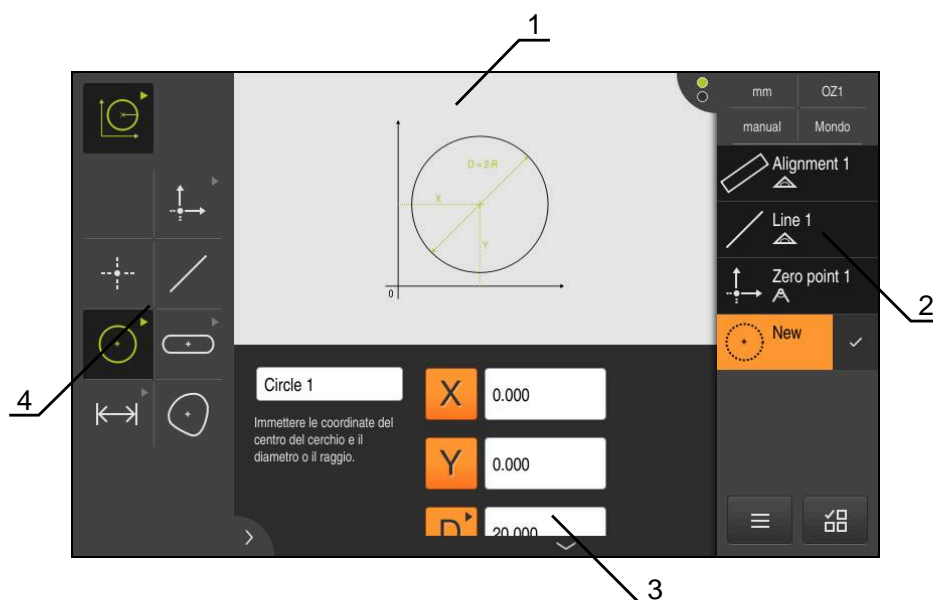 1
mm
OZ1
manual
Mondo
D = 2·R
X
Y
0
Alignment 1
Line 1
2
Zero point 1
New
4
Circle 1
Immettere le coordinate del
centro del cerchio e il
diametro o il raggio.
X
0.000
Y
0.000
D
20.000
3